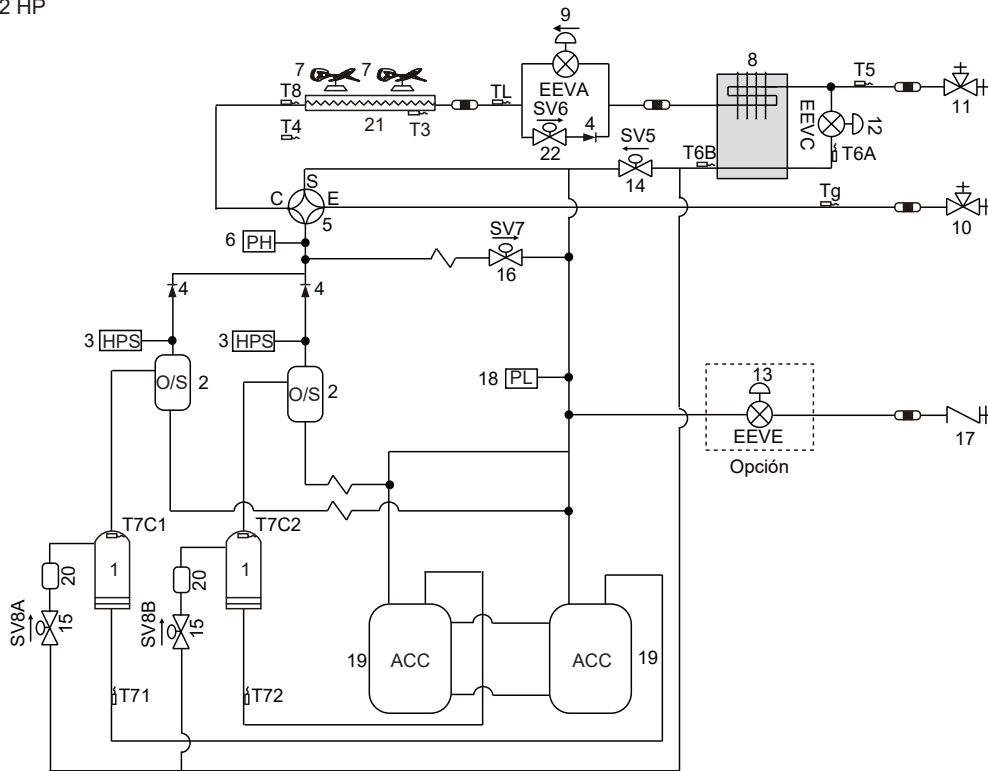 2 HP
9
7 7
8
T8
TL
EEVA
T5
SV6
4
EEVC
12
11
T4
21
T3
22
SV5
T6B
T6A
14
S
C E
5
Tg
10
6 PH
SV7
16
4
4
3 HPS
3 HPS
O/S 2
O/S 2
18 PL
13
EEVE
17
Opción
T7C1
T7C2
20
1
20
1
SV8A
15
SV8B
15
19 ACC
ACC 19
T71
T72